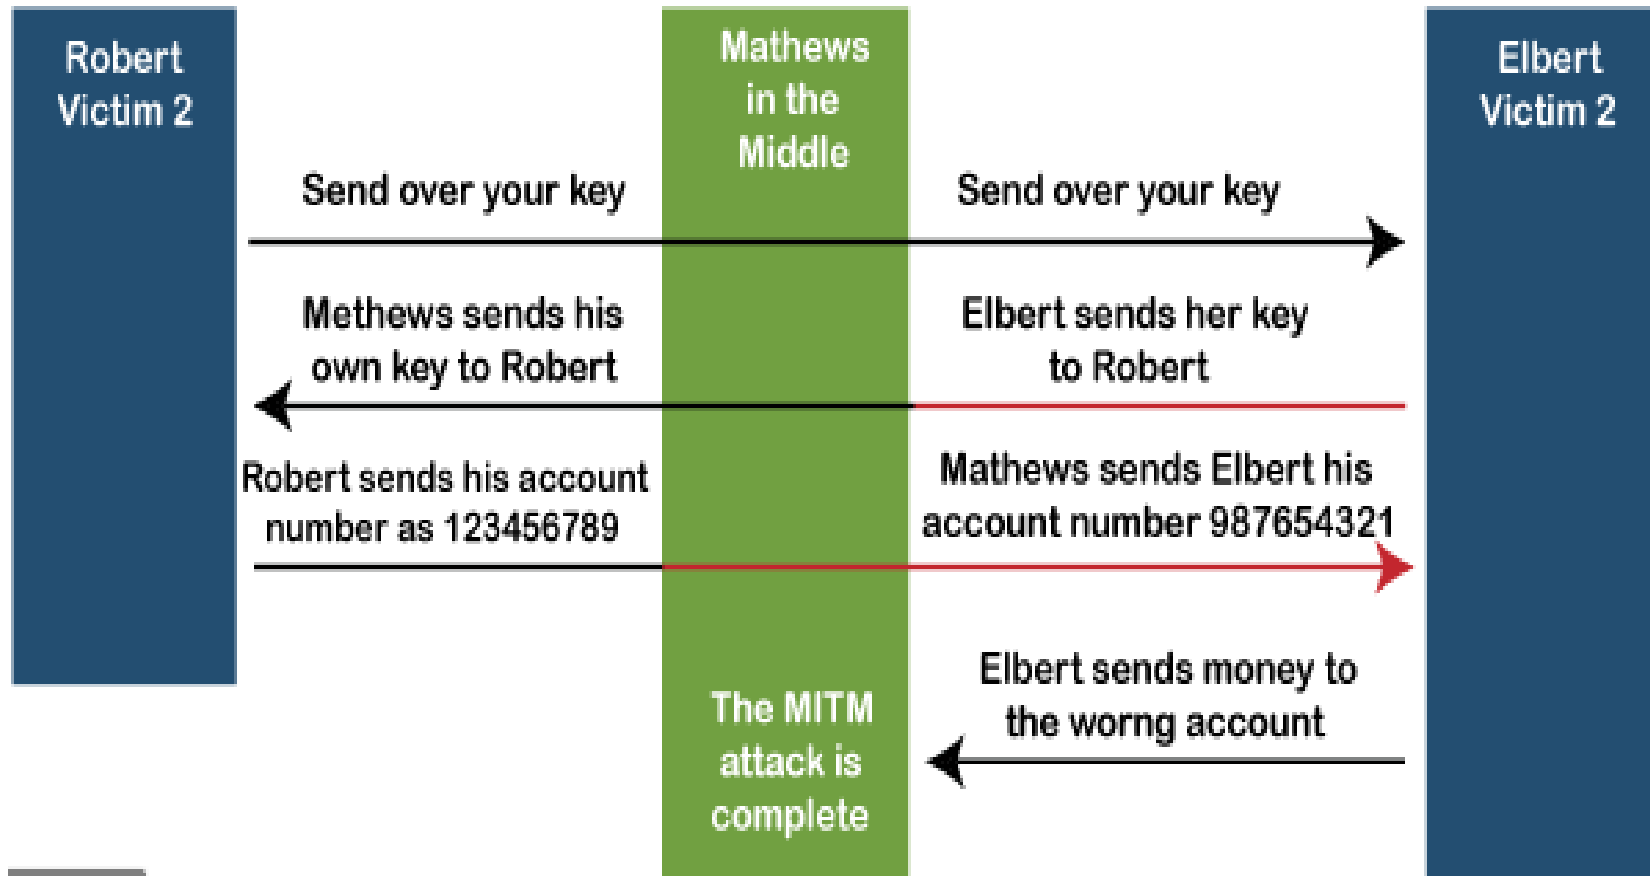 Robert
Victim 2
Mathews
in the
Middle
Elbert
Victim 2
Send over your key
Send over your key
Methews sends his
own key to Robert
Elbert sends her key
to Robert
Robert sends his account
number as 123456789
Mathews sends Elbert his
account number 987654321
Elbert sends money to
the worng account
The MITM
attack is
complete